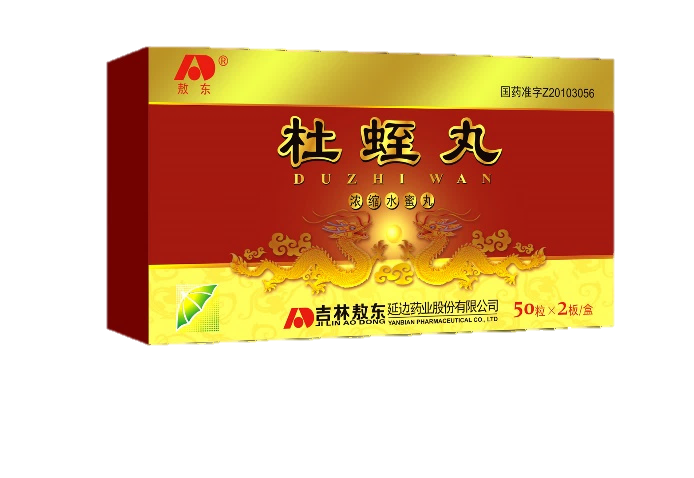 敖东®
国药准字Z20103056
杜蛭丸
DUZHI WAN
浓缩水蜜丸
吉林敖东延边药业股份有限公司
JILIN AO DONG YANBIAN PHARMACEUTICAL CO., LTD
50粒×2板/盒